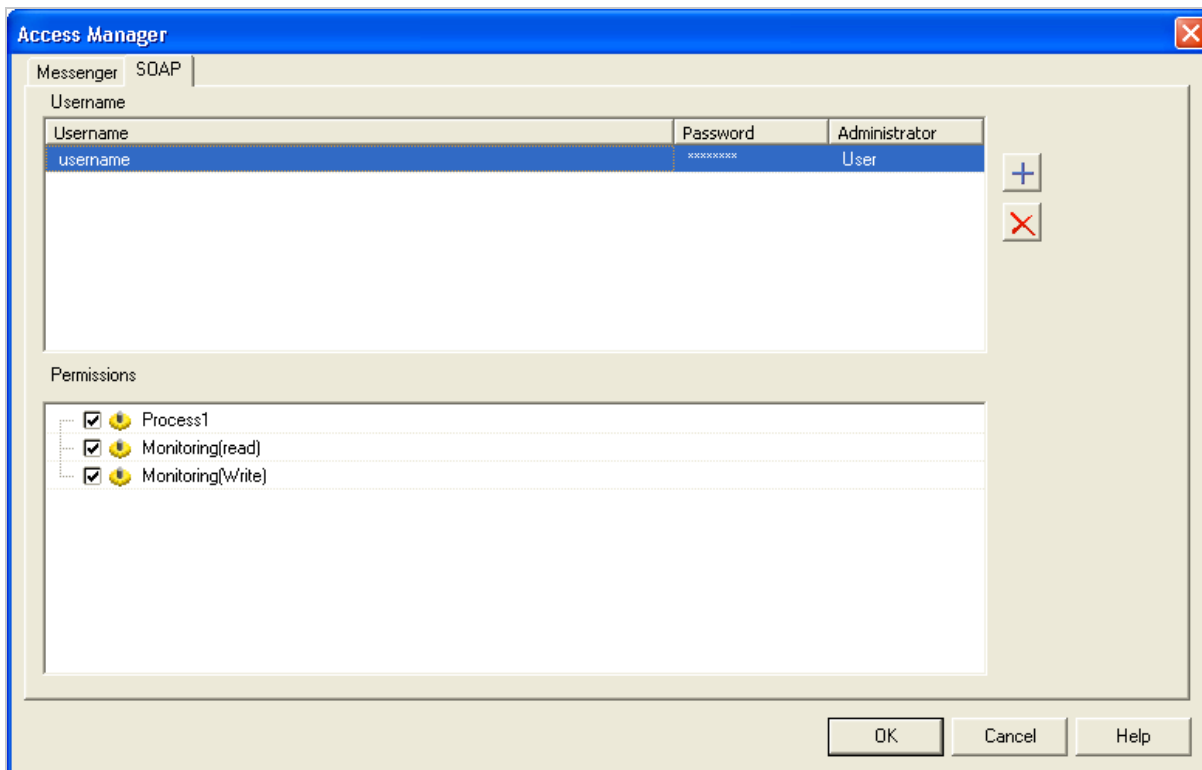 Access Manager
Messenger SOAP
Username
Username Password Administrator
username ******** User
Permissions
Process1
Monitoring(read)
Monitoring(Write)
OK Cancel Help